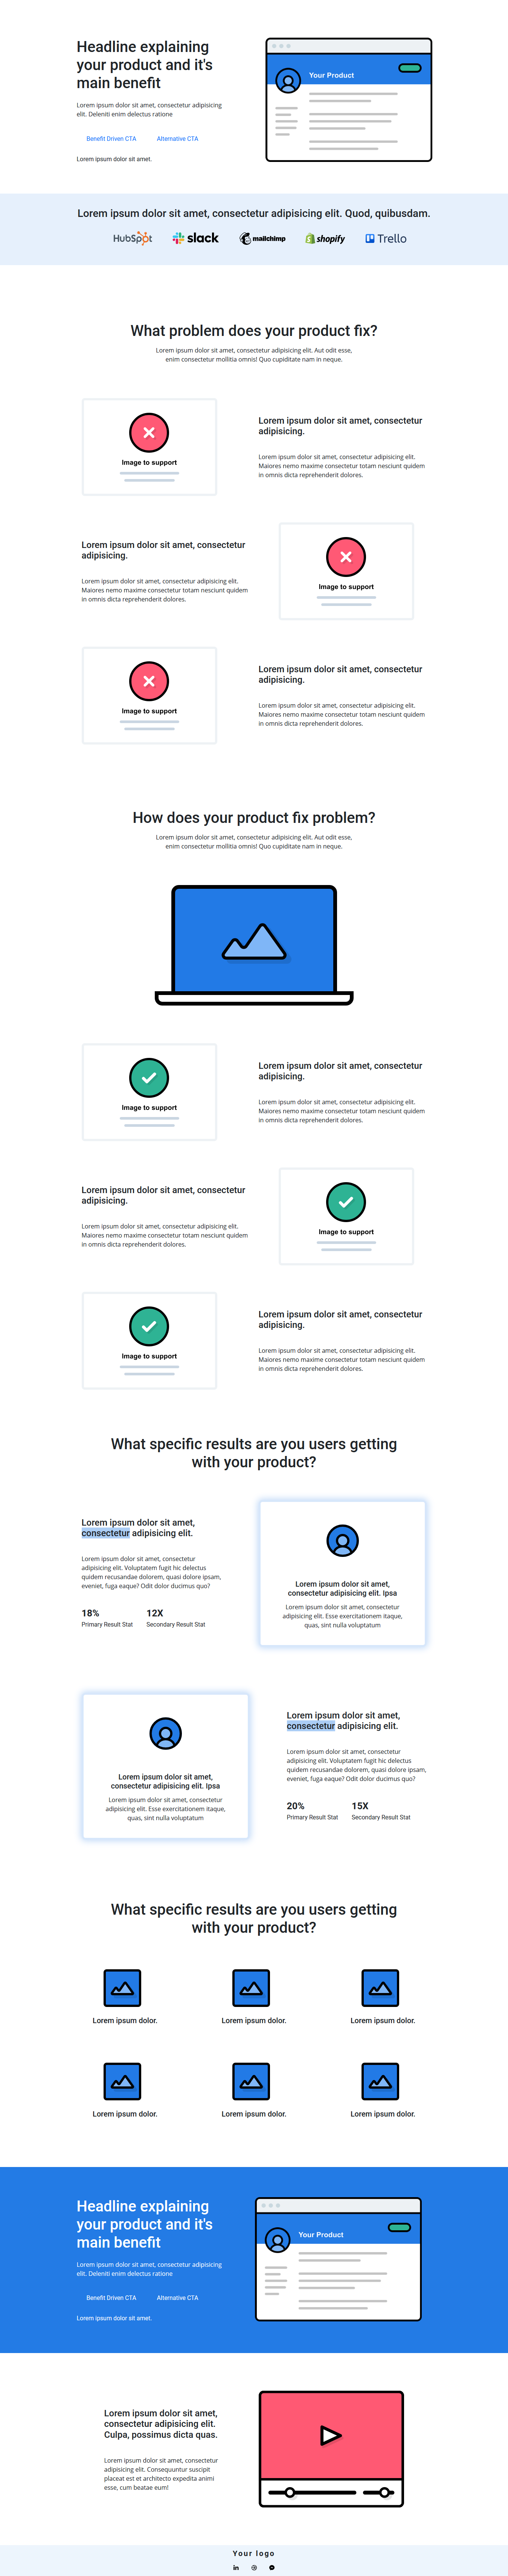 Headline explaining
your product and it's
main benefit
Lorem ipsum dolor sit amet, consectetur adipisicing
elit. Deleniti enim delectus ratione
Benefit Driven CTA
Alternative CTA
Lorem ipsum dolor sit amet.
Your Product
Lorem ipsum dolor sit amet, consectetur adipisicing elit. Quod, quibusdam.
HubSpot
slack
mailchimp
shopify
Trello
What problem does your product fix?
Lorem ipsum dolor sit amet, consectetur adipisicing elit. Aut odit esse,
enim consectetur mollitia omnis! Quo cupiditate nam in neque.
Image to support
Lorem ipsum dolor sit amet, consectetur
adipisicing.
Lorem ipsum dolor sit amet, consectetur adipisicing elit.
Maiores nemo maxime consectetur totam nesciunt quidem
in omnis dicta reprehenderit dolores.
Lorem ipsum dolor sit amet, consectetur
adipisicing.
Lorem ipsum dolor sit amet, consectetur adipisicing elit.
Maiores nemo maxime consectetur totam nesciunt quidem
in omnis dicta reprehenderit dolores.
Image to support
Image to support
Lorem ipsum dolor sit amet, consectetur
adipisicing.
Lorem ipsum dolor sit amet, consectetur adipisicing elit.
Maiores nemo maxime consectetur totam nesciunt quidem
in omnis dicta reprehenderit dolores.
How does your product fix problem?
Lorem ipsum dolor sit amet, consectetur adipisicing elit. Aut odit esse,
enim consectetur mollitia omnis! Quo cupiditate nam in neque.
Image to support
Lorem ipsum dolor sit amet, consectetur
adipisicing.
Lorem ipsum dolor sit amet, consectetur adipisicing elit.
Maiores nemo maxime consectetur totam nesciunt quidem
in omnis dicta reprehenderit dolores.
Lorem ipsum dolor sit amet, consectetur
adipisicing.
Lorem ipsum dolor sit amet, consectetur adipisicing elit.
Maiores nemo maxime consectetur totam nesciunt quidem
in omnis dicta reprehenderit dolores.
Image to support
Image to support
Lorem ipsum dolor sit amet, consectetur
adipisicing.
Lorem ipsum dolor sit amet, consectetur adipisicing elit.
Maiores nemo maxime consectetur totam nesciunt quidem
in omnis dicta reprehenderit dolores.
What specific results are you users getting
with your product?
Lorem ipsum dolor sit amet,
consectetur adipisicing elit.
Lorem ipsum dolor sit amet, consectetur
adipisicing elit. Voluptatem fugit hic delectus
quidem recusandae dolorem, quasi dolore ipsam,
eveniet, fuga eaque? Odit dolor ducimus quo?
18%
Primary Result Stat
12X
Secondary Result Stat
Lorem ipsum dolor sit amet,
consectetur adipisicing elit. Ipsa
Lorem ipsum dolor sit amet, consectetur
adipisicing elit. Esse exercitationem itaque,
quas, sint nulla voluptatum
Lorem ipsum dolor sit amet,
consectetur adipisicing elit. Ipsa
Lorem ipsum dolor sit amet, consectetur
adipisicing elit. Esse exercitationem itaque,
quas, sint nulla voluptatum
Lorem ipsum dolor sit amet,
consectetur adipisicing elit.
Lorem ipsum dolor sit amet, consectetur
adipisicing elit. Voluptatem fugit hic delectus
quidem recusandae dolorem, quasi dolore ipsam,
eveniet, fuga eaque? Odit dolor ducimus quo?
20%
Primary Result Stat
15X
Secondary Result Stat
What specific results are you users getting
with your product?
Lorem ipsum dolor.
Lorem ipsum dolor.
Lorem ipsum dolor.
Lorem ipsum dolor.
Lorem ipsum dolor.
Lorem ipsum dolor.
Headline explaining
your product and it's
main benefit
Lorem ipsum dolor sit amet, consectetur adipisicing
elit. Deleniti enim delectus ratione
Benefit Driven CTA
Alternative CTA
Lorem ipsum dolor sit amet.
Your Product
Lorem ipsum dolor sit amet,
consectetur adipisicing elit.
Culpa, possimus dicta quas.
Lorem ipsum dolor sit amet, consectetur
adipisicing elit. Consequuntur suscipit
placeat est et architecto expedita animi
esse, cum beatae eum!
Your logo